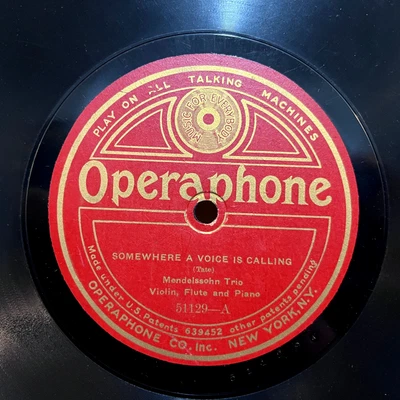 PLAY ON ALL TALKING MACHINES
MUSIC FOR EVERYBODY
Operaphone
SOMEWHERE A VOICE IS CALLING
(Tate)
Mendelssohn Trio
Violin, Flute and Piano
51129—A
Made under U.S. Patents 639452 other patents pending
OPERAPHONE CO. Inc. NEW YORK, N.Y.